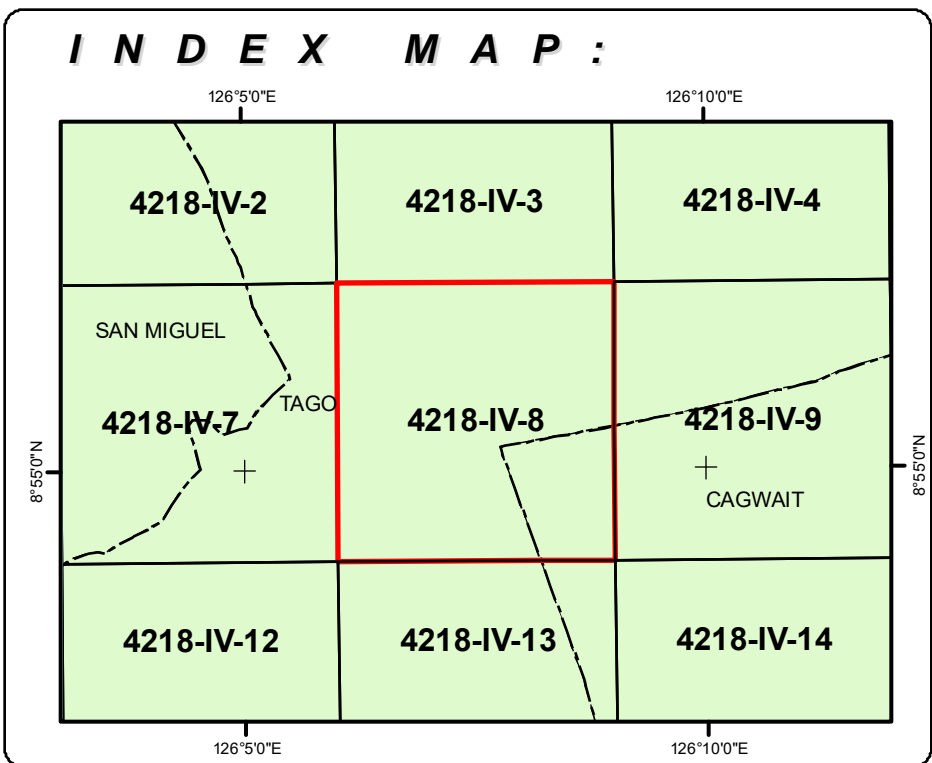 INDEX MAP:
126°5'0"E 126°10'0"E
4218-IV-2 4218-IV-3 4218-IV-4
SAN MIGUEL
TAGO
4218-IV-7 4218-IV-8 4218-IV-9
8°55'0"N 8°55'0"N
CAGWAIT
4218-IV-12 4218-IV-13 4218-IV-14
126°5'0"E 126°10'0"E